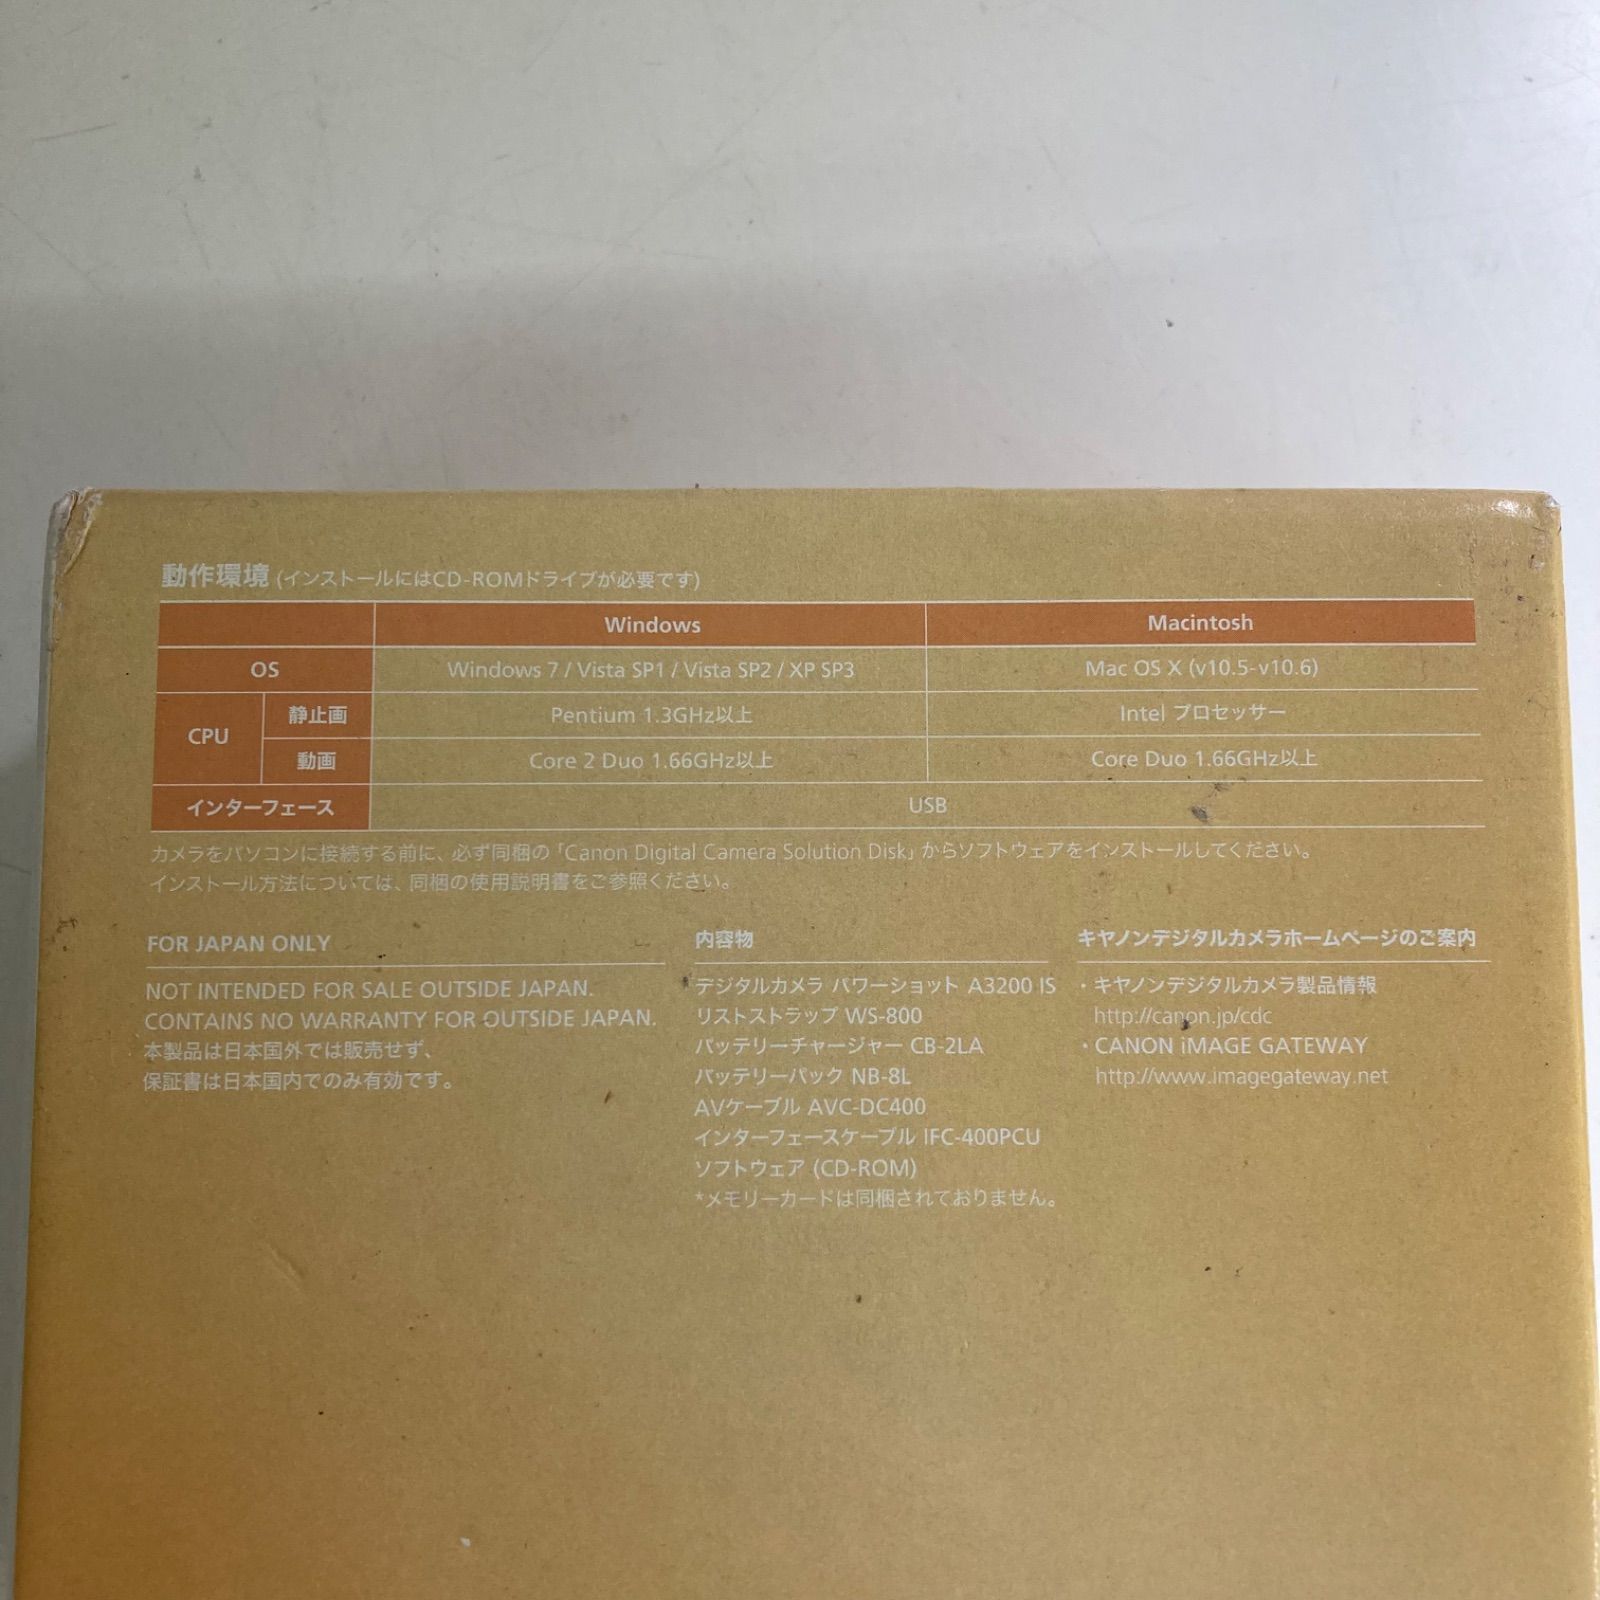 動作環境 (インストールにはCD-ROMドライブが必要です)
Windows Macintosh
OS Windows 7 / Vista SP1 / Vista SP2 / XP SP3 Mac OS X (v10.5-v10.6)
CPU 静止画 Pentium 1.3GHz以上 Intel プロセッサー
動画 Core 2 Duo 1.66GHz以上 Core Duo 1.66GHz以上
インターフェース USB
カメラをパソコンに接続する前に、必ず同梱の「Canon Digital Camera Solution Disk」からソフトウェアをインストールしてください。
インストール方法については、同梱の使用説明書をご参照ください。
FOR JAPAN ONLY
NOT INTENDED FOR SALE OUTSIDE JAPAN.
CONTAINS NO WARRANTY FOR OUTSIDE JAPAN.
本製品は日本国外では販売せず、
保証書は日本国内でのみ有効です。
内容物
デジタルカメラ パワーショット A3200 IS
リストストラップ WS-800
バッテリーチャージャー CB-2LA
バッテリーパック NB-8L
AVケーブル AVC-DC400
インターフェースケーブル IFC-400PCU
ソフトウェア (CD-ROM)
*メモリーカードは同梱されておりません。
キヤノンデジタルカメラホームページのご案内
・キヤノンデジタルカメラ製品情報
http://canon.jp/cdc
・CANON iMAGE GATEWAY
http://www.imagegateway.net